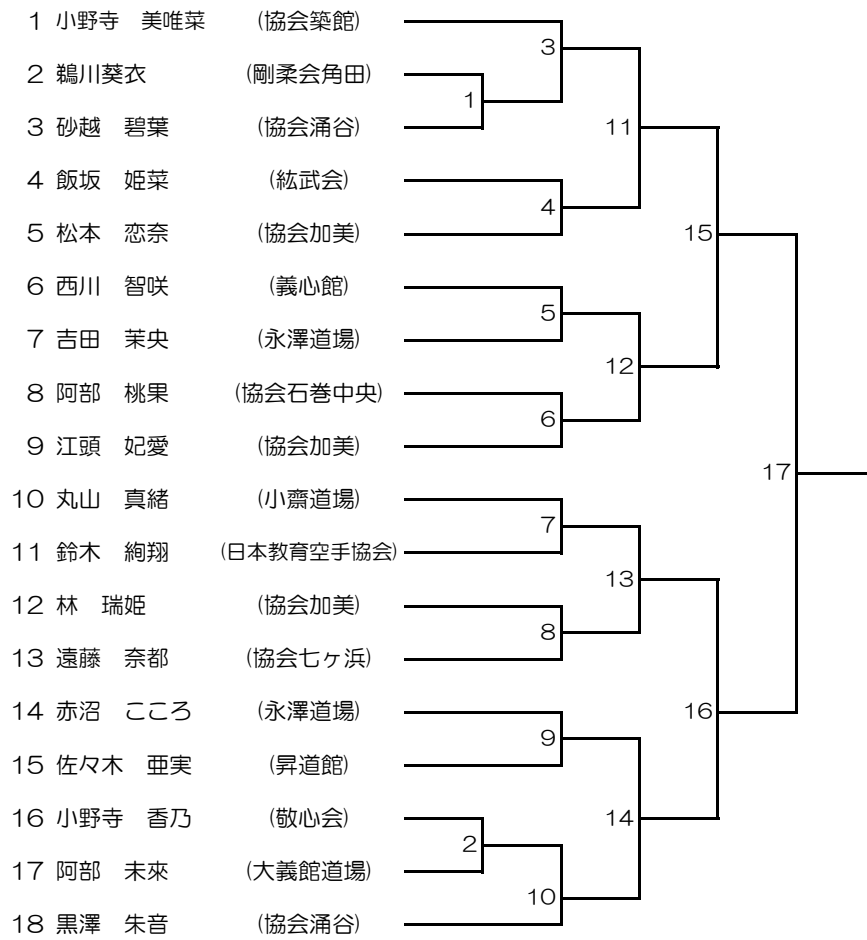 1 小野寺 美唯菜 (協会築館)
3
2 鵜川葵衣 (剛柔会角田)
1
3 砂越 碧葉 (協会涌谷)
11
4 飯坂 姫菜 (紘武会)
4
5 松本 恋奈 (協会加美)
15
6 西川 智咲 (義心館)
5
7 吉田 茉央 (永澤道場)
12
8 阿部 桃果 (協会石巻中央)
6
9 江頭 妃愛 (協会加美)
17
10 丸山 真緒 (小齋道場)
7
11 鈴木 絢翔 (日本教育空手協会)
13
12 林 瑞姫 (協会加美)
8
13 遠藤 奈都 (協会七ヶ浜)
14 赤沼 こころ (永澤道場)
16
9
15 佐々木 亜実 (昇道館)
16 小野寺 香乃 (敬心会)
14
2
17 阿部 未來 (大義館道場)
10
18 黒澤 朱音 (協会涌谷)